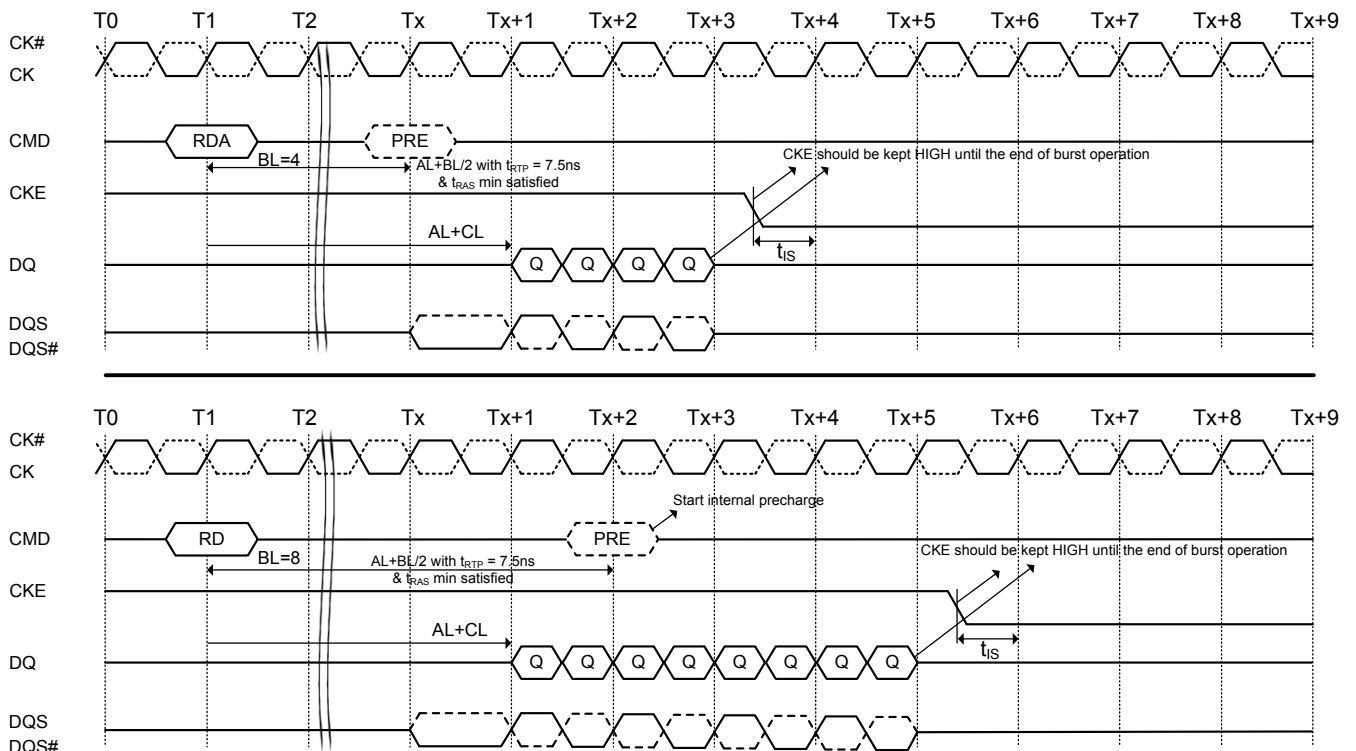 T0 T1 T2 Tx Tx+1 Tx+2 Tx+3 Tx+4 Tx+5 Tx+6 Tx+7 Tx+8 Tx+9
CK#
CK
CMD RDA PRE
BL=4 AL+BL/2 with tRTP = 7.5ns
& tRAS min satisfied
CKE should be kept HIGH until the end of burst operation
CKE
AL+CL
tIS
DQ Q Q Q Q
DQS
DQS#
T0 T1 T2 Tx Tx+1 Tx+2 Tx+3 Tx+4 Tx+5 Tx+6 Tx+7 Tx+8 Tx+9
CK#
CK
Start internal precharge
CMD RD PRE
BL=8 AL+BL/2 with tRTP = 7.5ns
& tRAS min satisfied
CKE should be kept HIGH until the end of burst operation
CKE
AL+CL
tIS
DQ Q Q Q Q Q Q Q Q
DQS
DQS#